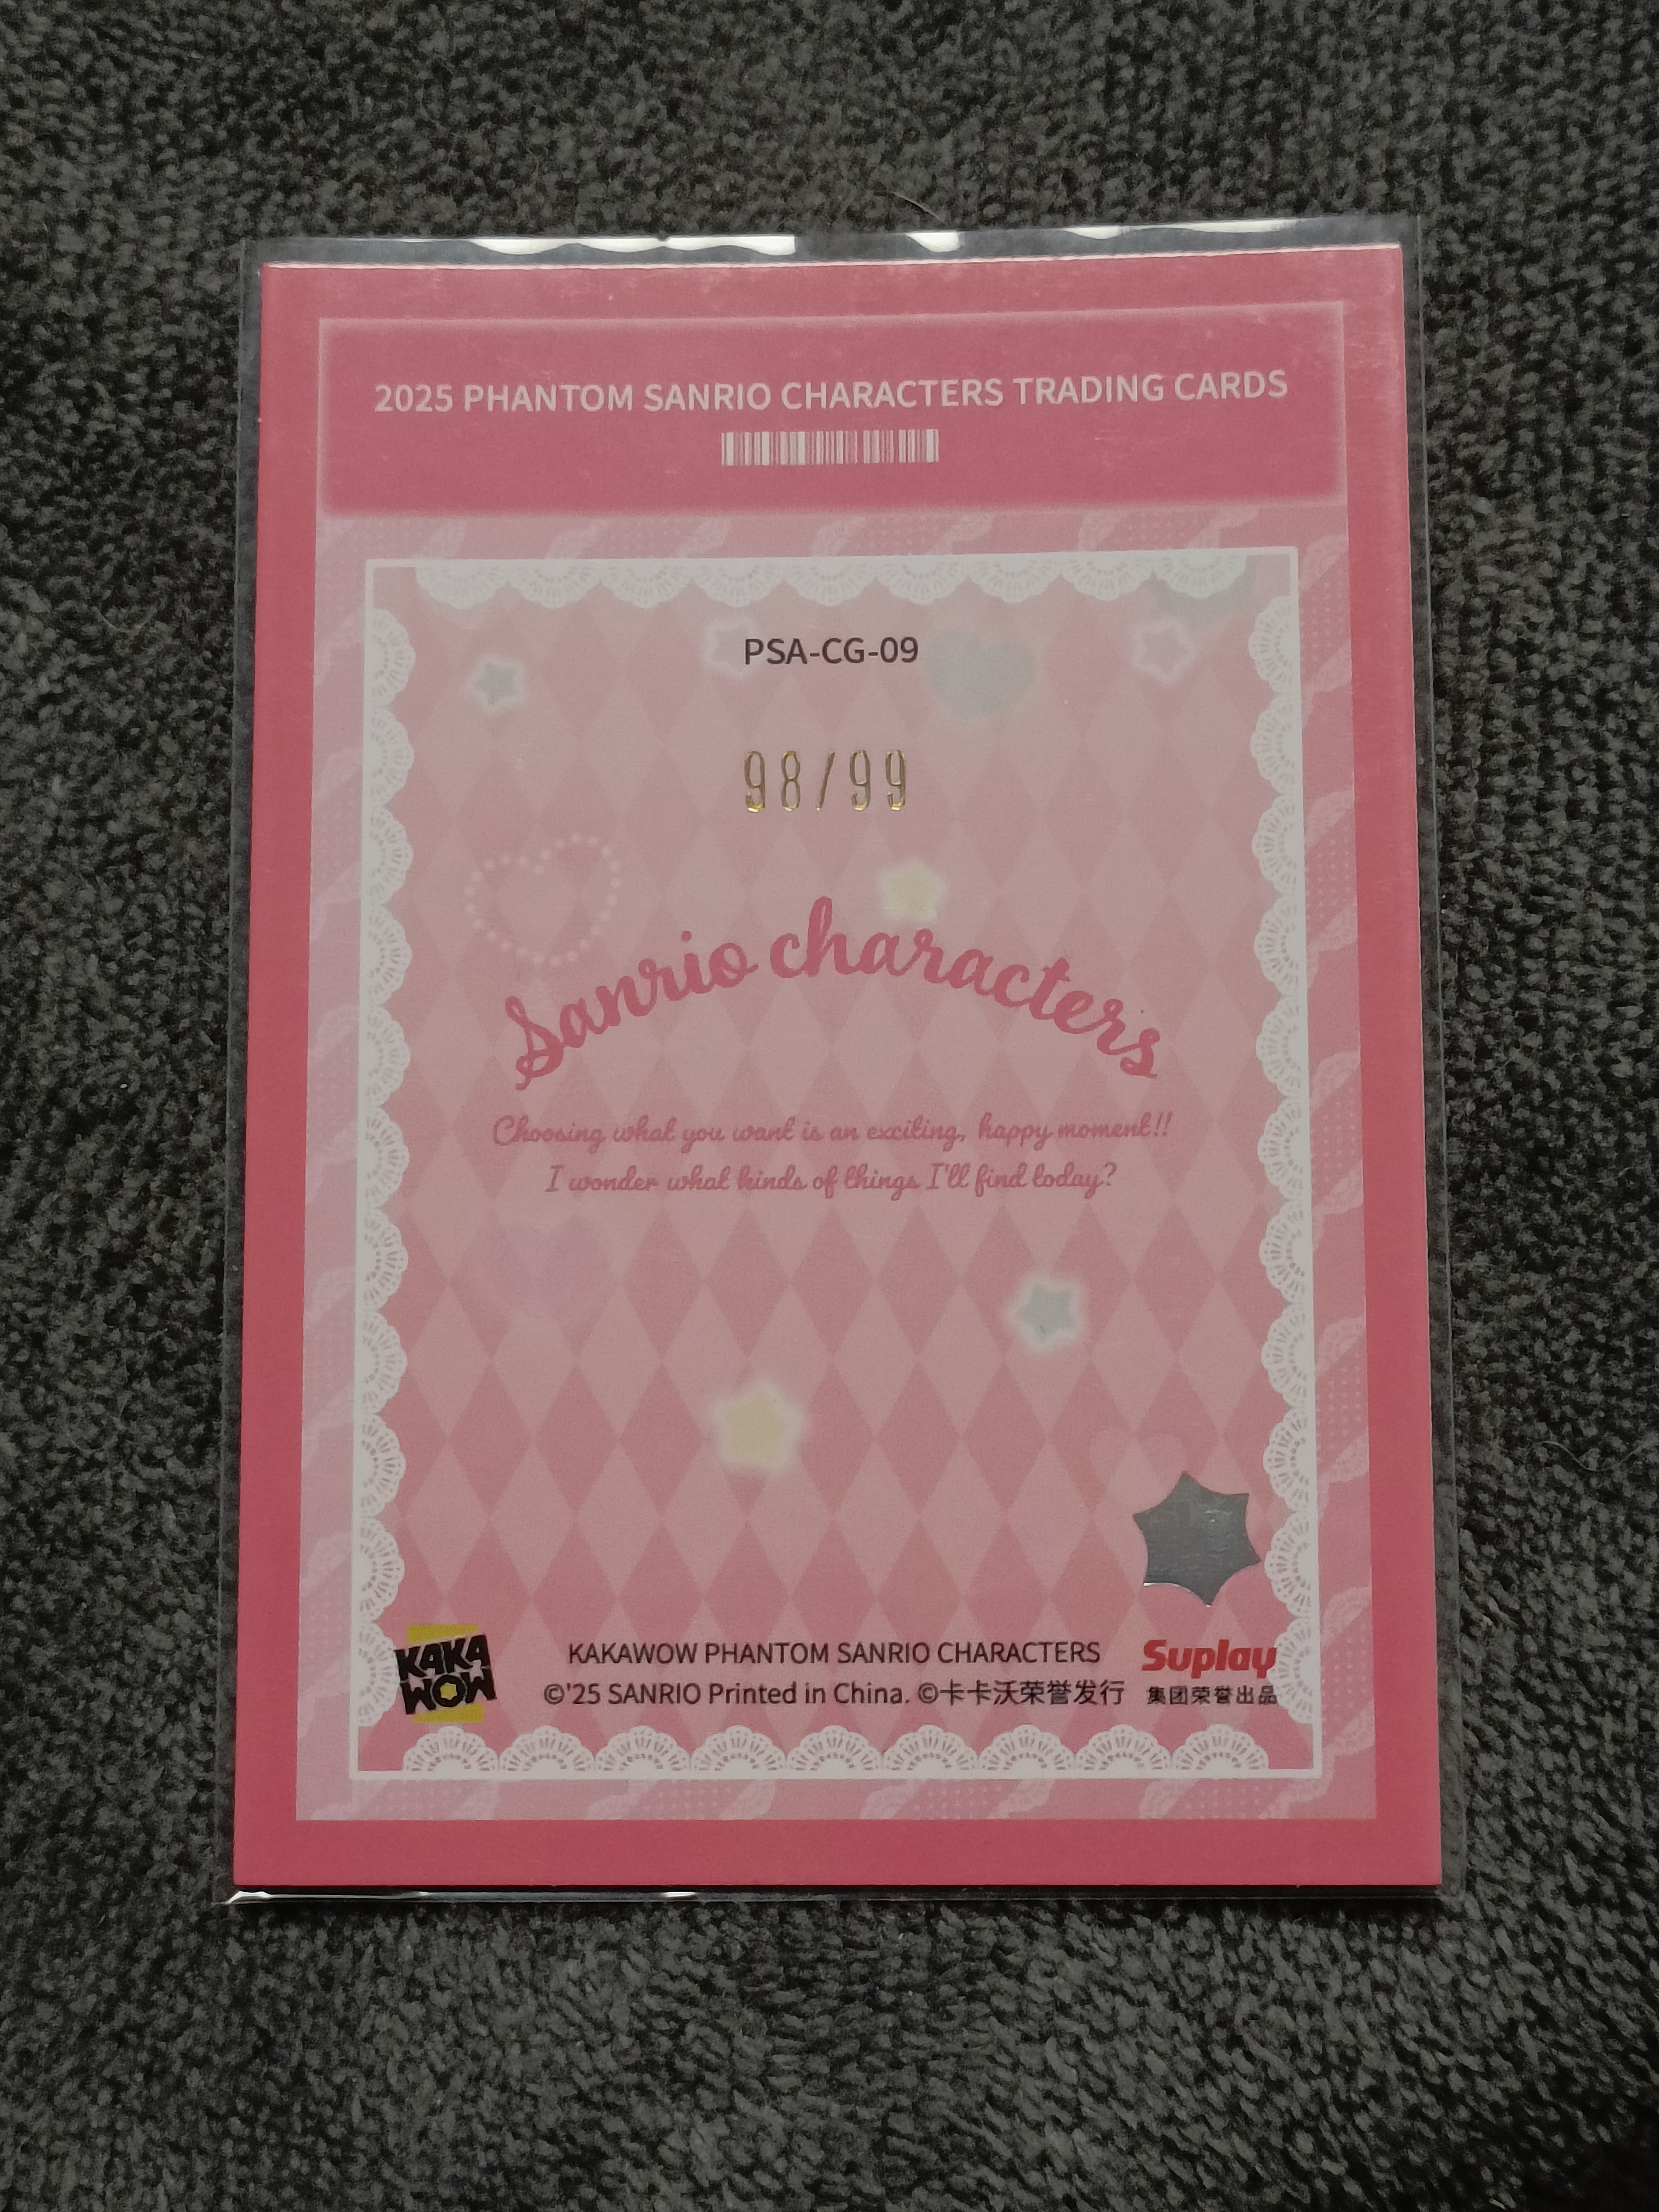 2025 PHANTOM SANRIO CHARACTERS TRADING CARDS
PSA-CG-09
98/99
Sanrio characters
Choosing what you want is an exciting, happy moment!!
I wonder what kinds of things I'll find today?
KAKA
WOW
KAKAWOW PHANTOM SANRIO CHARACTERS
©'25 SANRIO Printed in China. ©卡卡沃荣誉发行
Suplay
集团荣誉出品